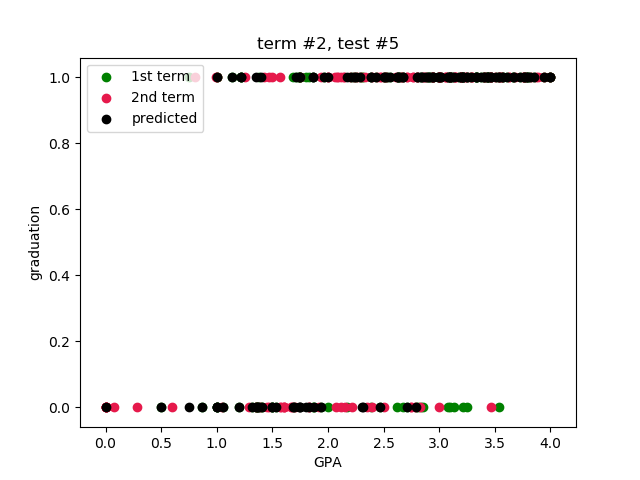 term #2, test #5
1st term
2nd term
predicted
graduation
1.0
0.8
0.6
0.4
0.2
0.0
0.0 0.5 1.0 1.5 2.0 2.5 3.0 3.5 4.0
GPA